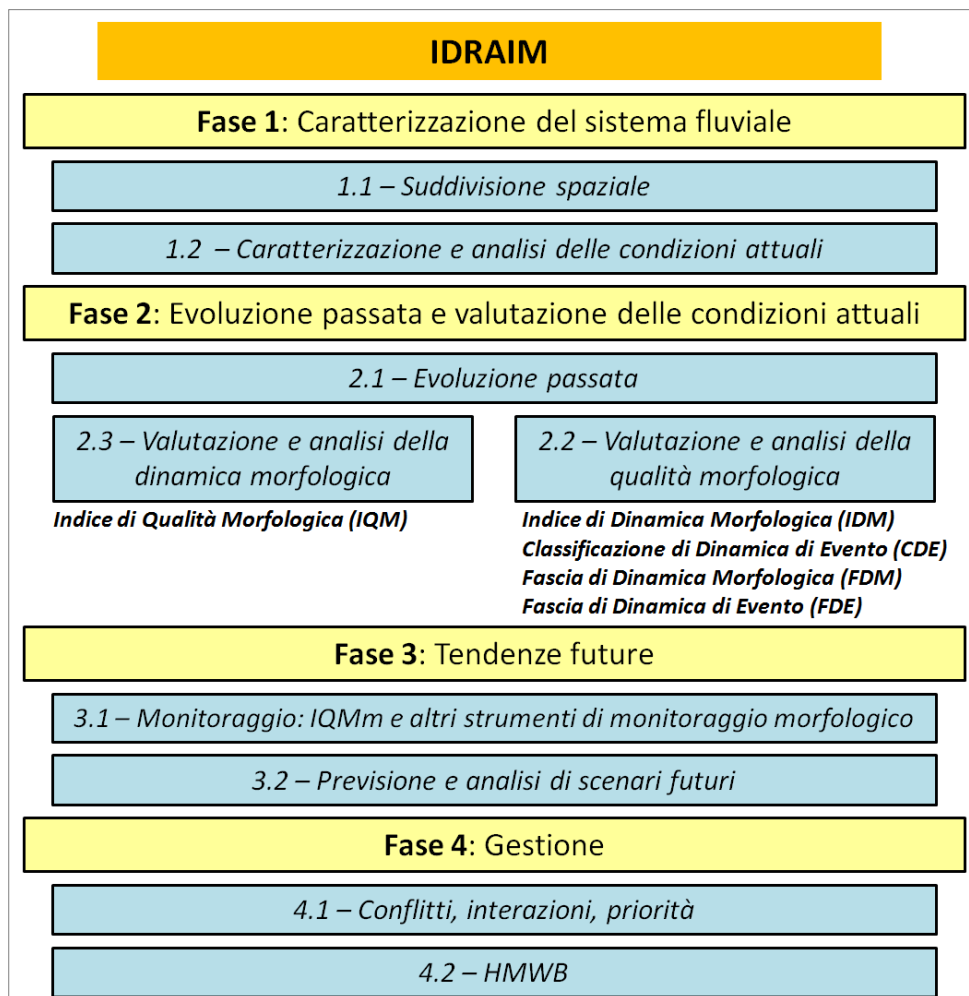 IDRAIM
Fase 1: Caratterizzazione del sistema fluviale
1.1 – Suddivisione spaziale
1.2 – Caratterizzazione e analisi delle condizioni attuali
Fase 2: Evoluzione passata e valutazione delle condizioni attuali
2.1 – Evoluzione passata
2.3 – Valutazione e analisi della
dinamica morfologica
Indice di Qualità Morfologica (IQM)
2.2 – Valutazione e analisi della
qualità morfologica
Indice di Dinamica Morfologica (IDM)
Classificazione di Dinamica di Evento (CDE)
Fascia di Dinamica Morfologica (FDM)
Fascia di Dinamica di Evento (FDE)
Fase 3: Tendenze future
3.1 – Monitoraggio: IQMm e altri strumenti di monitoraggio morfologico
3.2 – Previsione e analisi di scenari futuri
Fase 4: Gestione
4.1 – Conflitti, interazioni, priorità
4.2 – HMWB